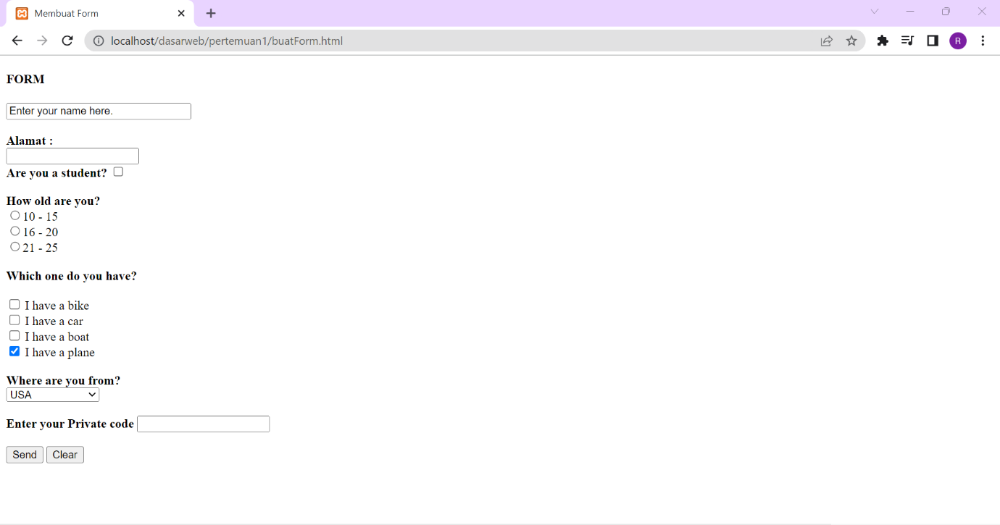 Membuat Form
localhost/dasarweb/pertemuan1/buatForm.html
R
FORM
Enter your name here.
Alamat :
Are you a student?
How old are you?
10 - 15
16 - 20
21 - 25
Which one do you have?
I have a bike
I have a car
I have a boat
I have a plane
Where are you from?
USA
Enter your Private code
Send Clear